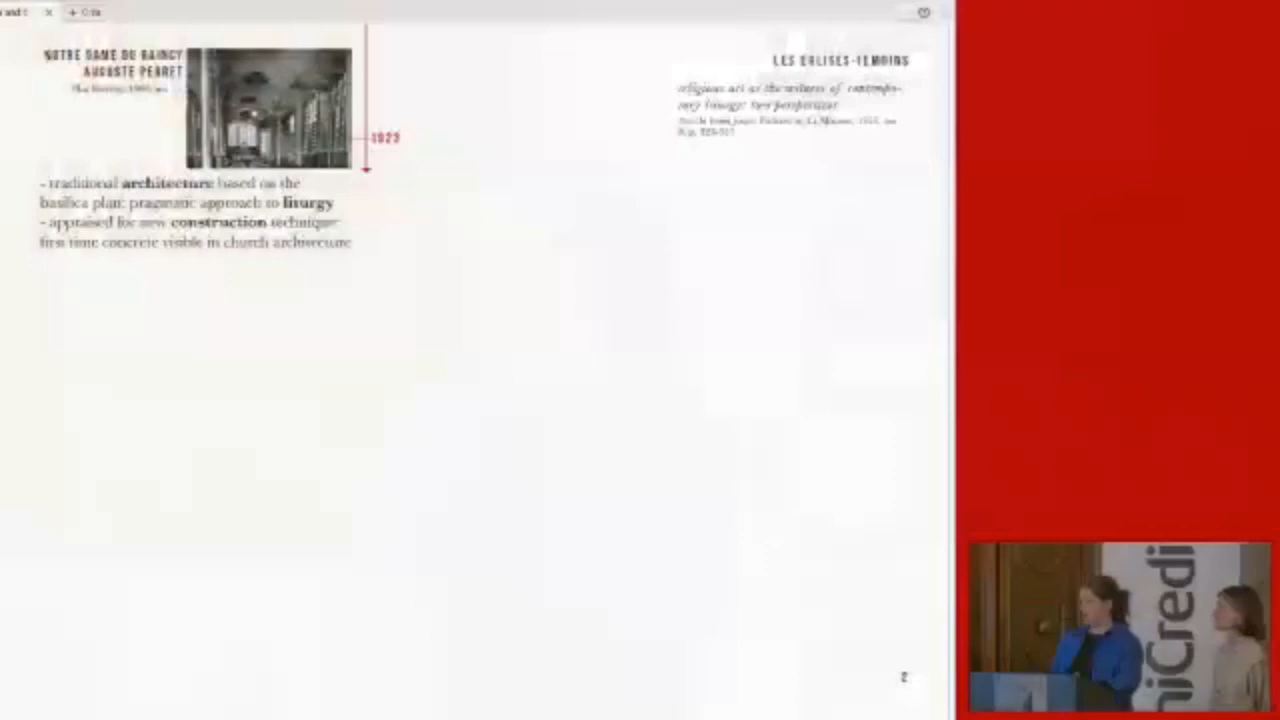 NOTRE DAME DU RAINCY
AUGUSTE PERRET
1923
- traditional architecture based on the
basilica plan: pragmatic approach to liturgy
- appraised for new construction technique
first time concrete visible in church architecture
LES EGLISES-TEMOINS
religious art as the witness of contempo-
rary liturgy: two perspectives
2
niCredi